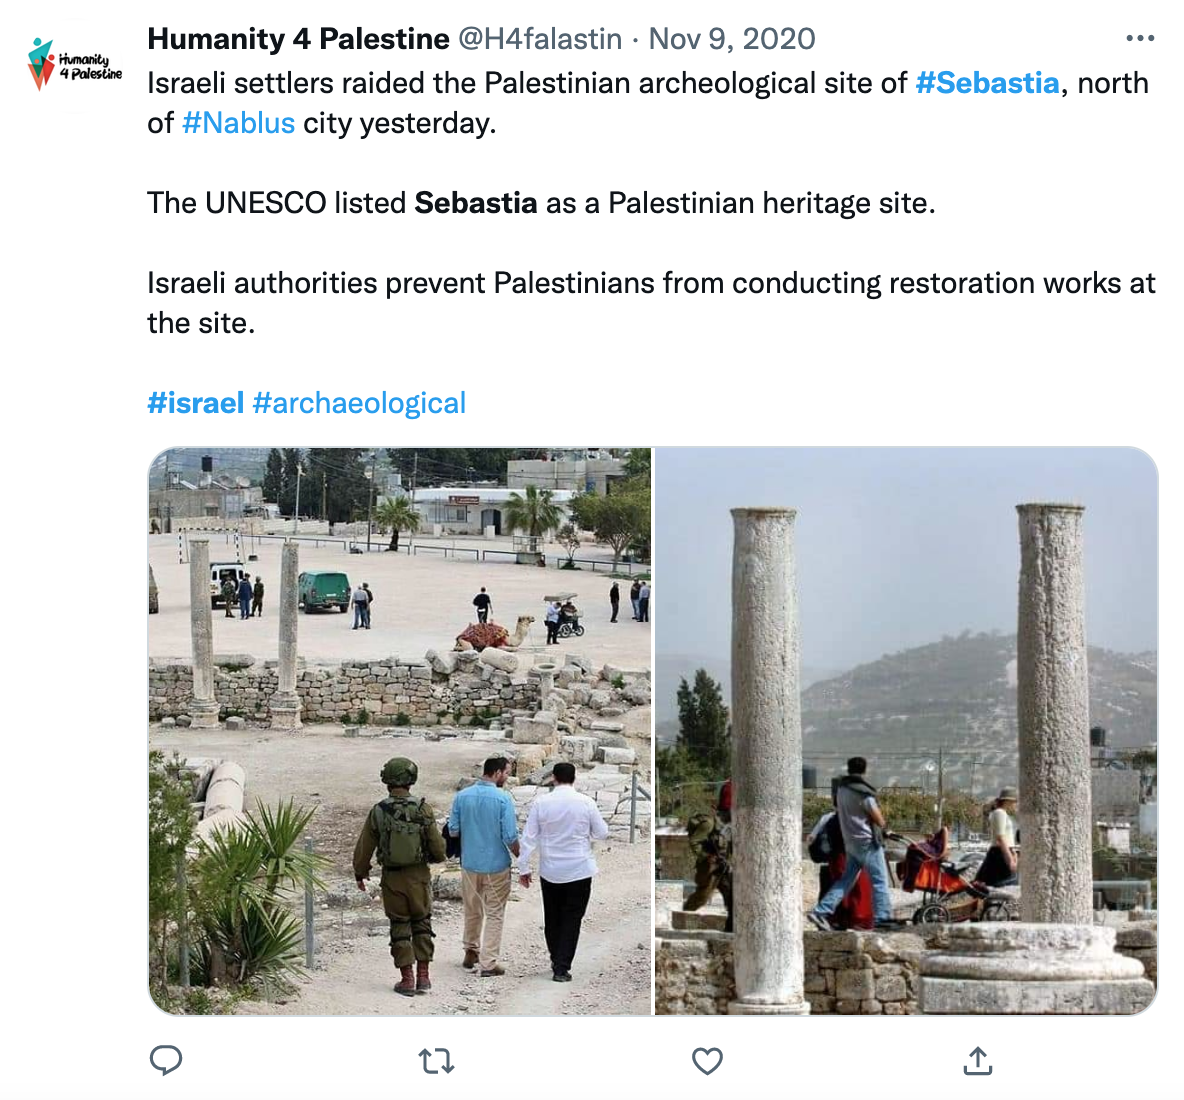 Humanity
4 Palestine
Humanity 4 Palestine @H4falastin · Nov 9, 2020
Israeli settlers raided the Palestinian archeological site of #Sebastia, north
of #Nablus city yesterday.
The UNESCO listed Sebastia as a Palestinian heritage site.
Israeli authorities prevent Palestinians from conducting restoration works at
the site.
#israel #archaeological